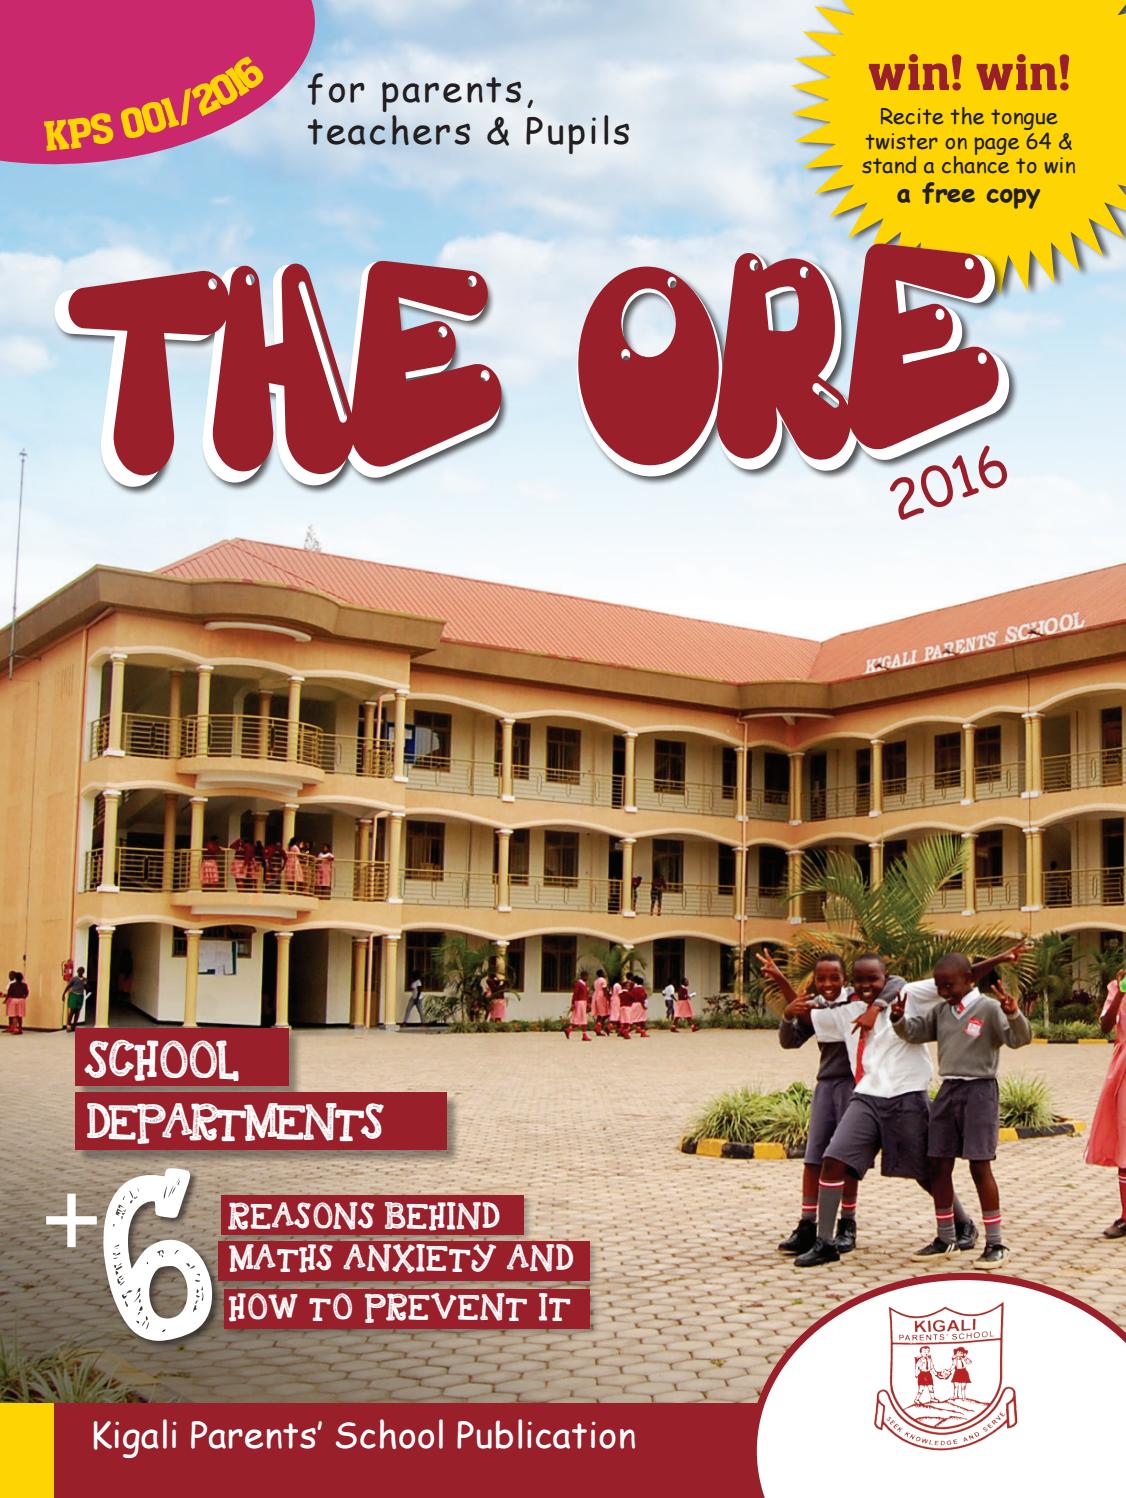 KPS 001/2016
for parents,
teachers & Pupils
win! win!
Recite the tongue
twister on page 64 &
stand a chance to win
a free copy
THE ORE
2016
KIGALI PARENTS' SCHOOL
SCHOOL
DEPARTMENTS
+6
REASONS BEHIND
MATHS ANXIETY AND
HOW TO PREVENT IT
KIGALI
PARENTS' SCHOOL
SEEK KNOWLEDGE AND SERVE
Kigali Parents' School Publication